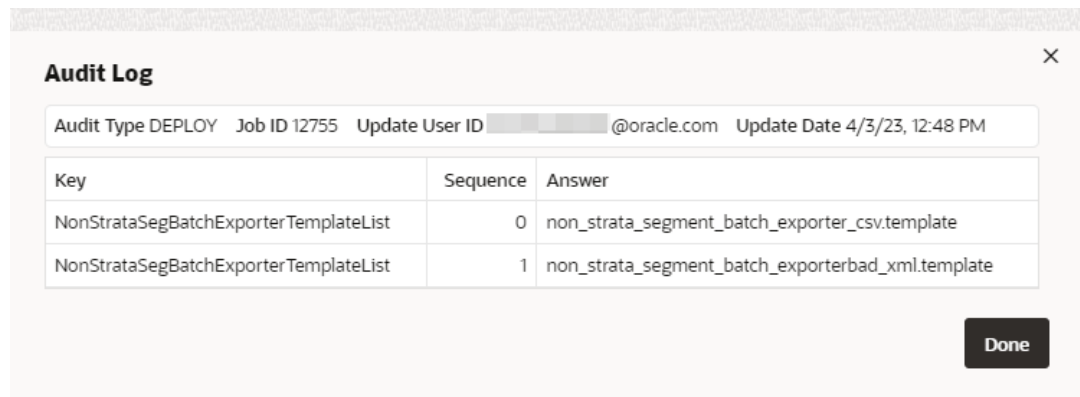 Audit Log
Audit Type DEPLOY Job ID 12755 Update User ID @oracle.com Update Date 4/3/23, 12:48 PM
Key Sequence Answer
NonStrataSegBatchExporterTemplateList 0 non_strata_segment_batch_exporter_csv.template
NonStrataSegBatchExporterTemplateList 1 non_strata_segment_batch_exporterbad_xml.template
Done